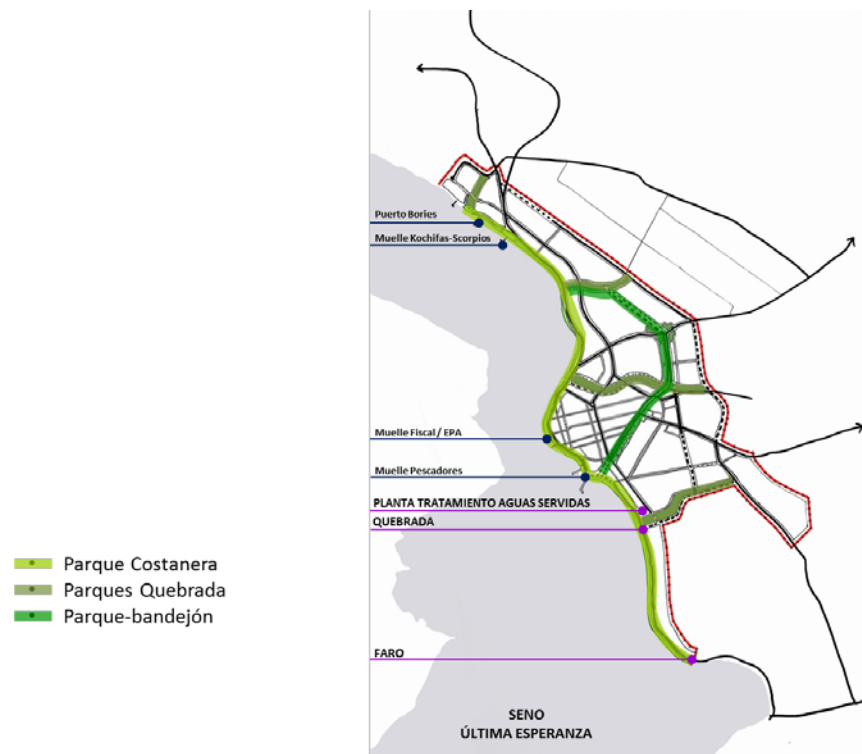 Puerto Bories
Muelle Kochifas-Scorpios
Muelle Fiscal / EPA
Muelle Pescadores
PLANTA TRATAMIENTO AGUAS SERVIDAS
QUEBRADA
Parque Costanera
Parques Quebrada
Parque-bandejón
FARO
SENO
ÚLTIMA ESPERANZA